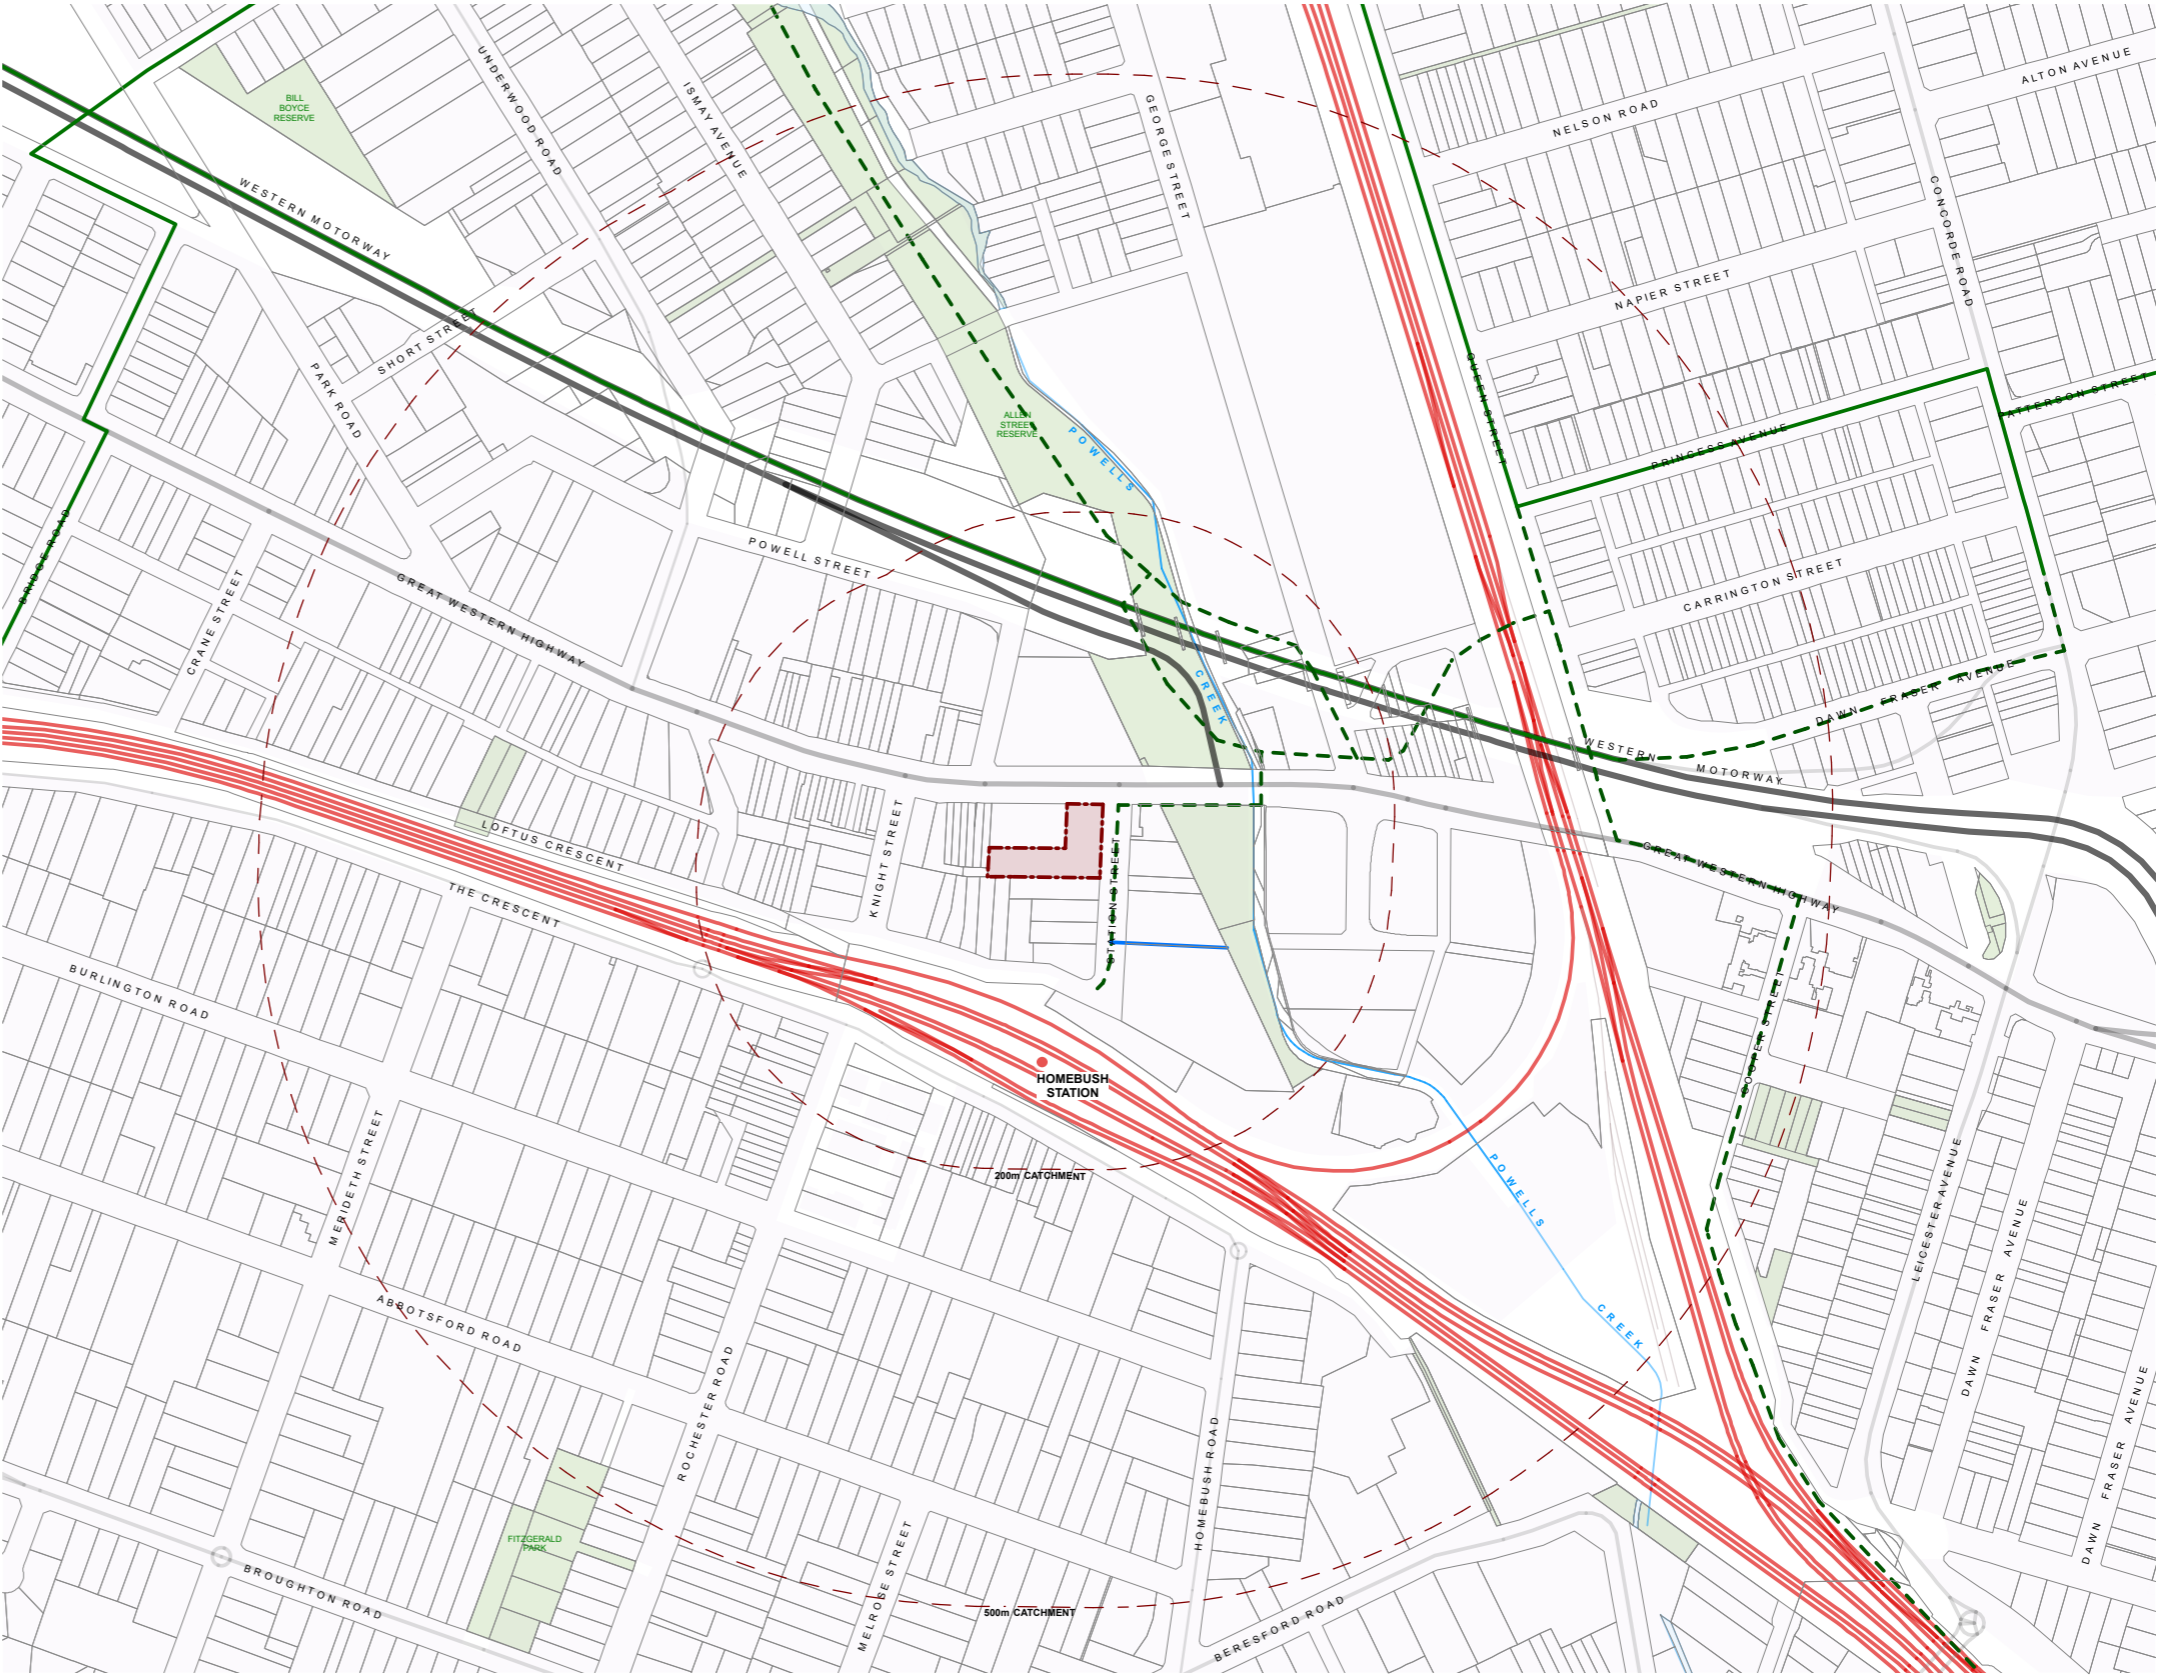 ALTON AVENUE
UNDERWOOD ROAD
ISMAY AVENUE
BILL
BOYCE
RESERVE
GEORGE STREET
NELSON ROAD
WESTERN MOTORWAY
CONCORDE ROAD
NAPIER STREET
SHORT STREET
PARK ROAD
QUEEN STREET
PATTERSON STREET
ALLEN
STREET
RESERVE
POWELLS
PRINCESS AVENUE
BRIDGE ROAD
POWELL STREET
CRANE STREET
GREAT WESTERN HIGHWAY
CARRINGTON STREET
CREEK
DAWN FRASER AVENUE
WESTERN
MOTORWAY
LOFTUS CRESCENT
KNIGHT STREET
STATION STREET
GREAT WESTERN HIGHWAY
THE CRESCENT
BURLINGTON ROAD
COOPER STREET
HOMEBUSH
STATION
MERIDETH STREET
200m CATCHMENT
POWELLS
LEICESTER AVENUE
DAWN FRASER AVENUE
ABBOTSFORD ROAD
CREEK
ROCHESTER ROAD
HOMEBUSH ROAD
DAWN FRASER AVENUE
FITZGERALD
PARK
MELROSE STREET
BROUGHTON ROAD
500m CATCHMENT
BERESFORD ROAD